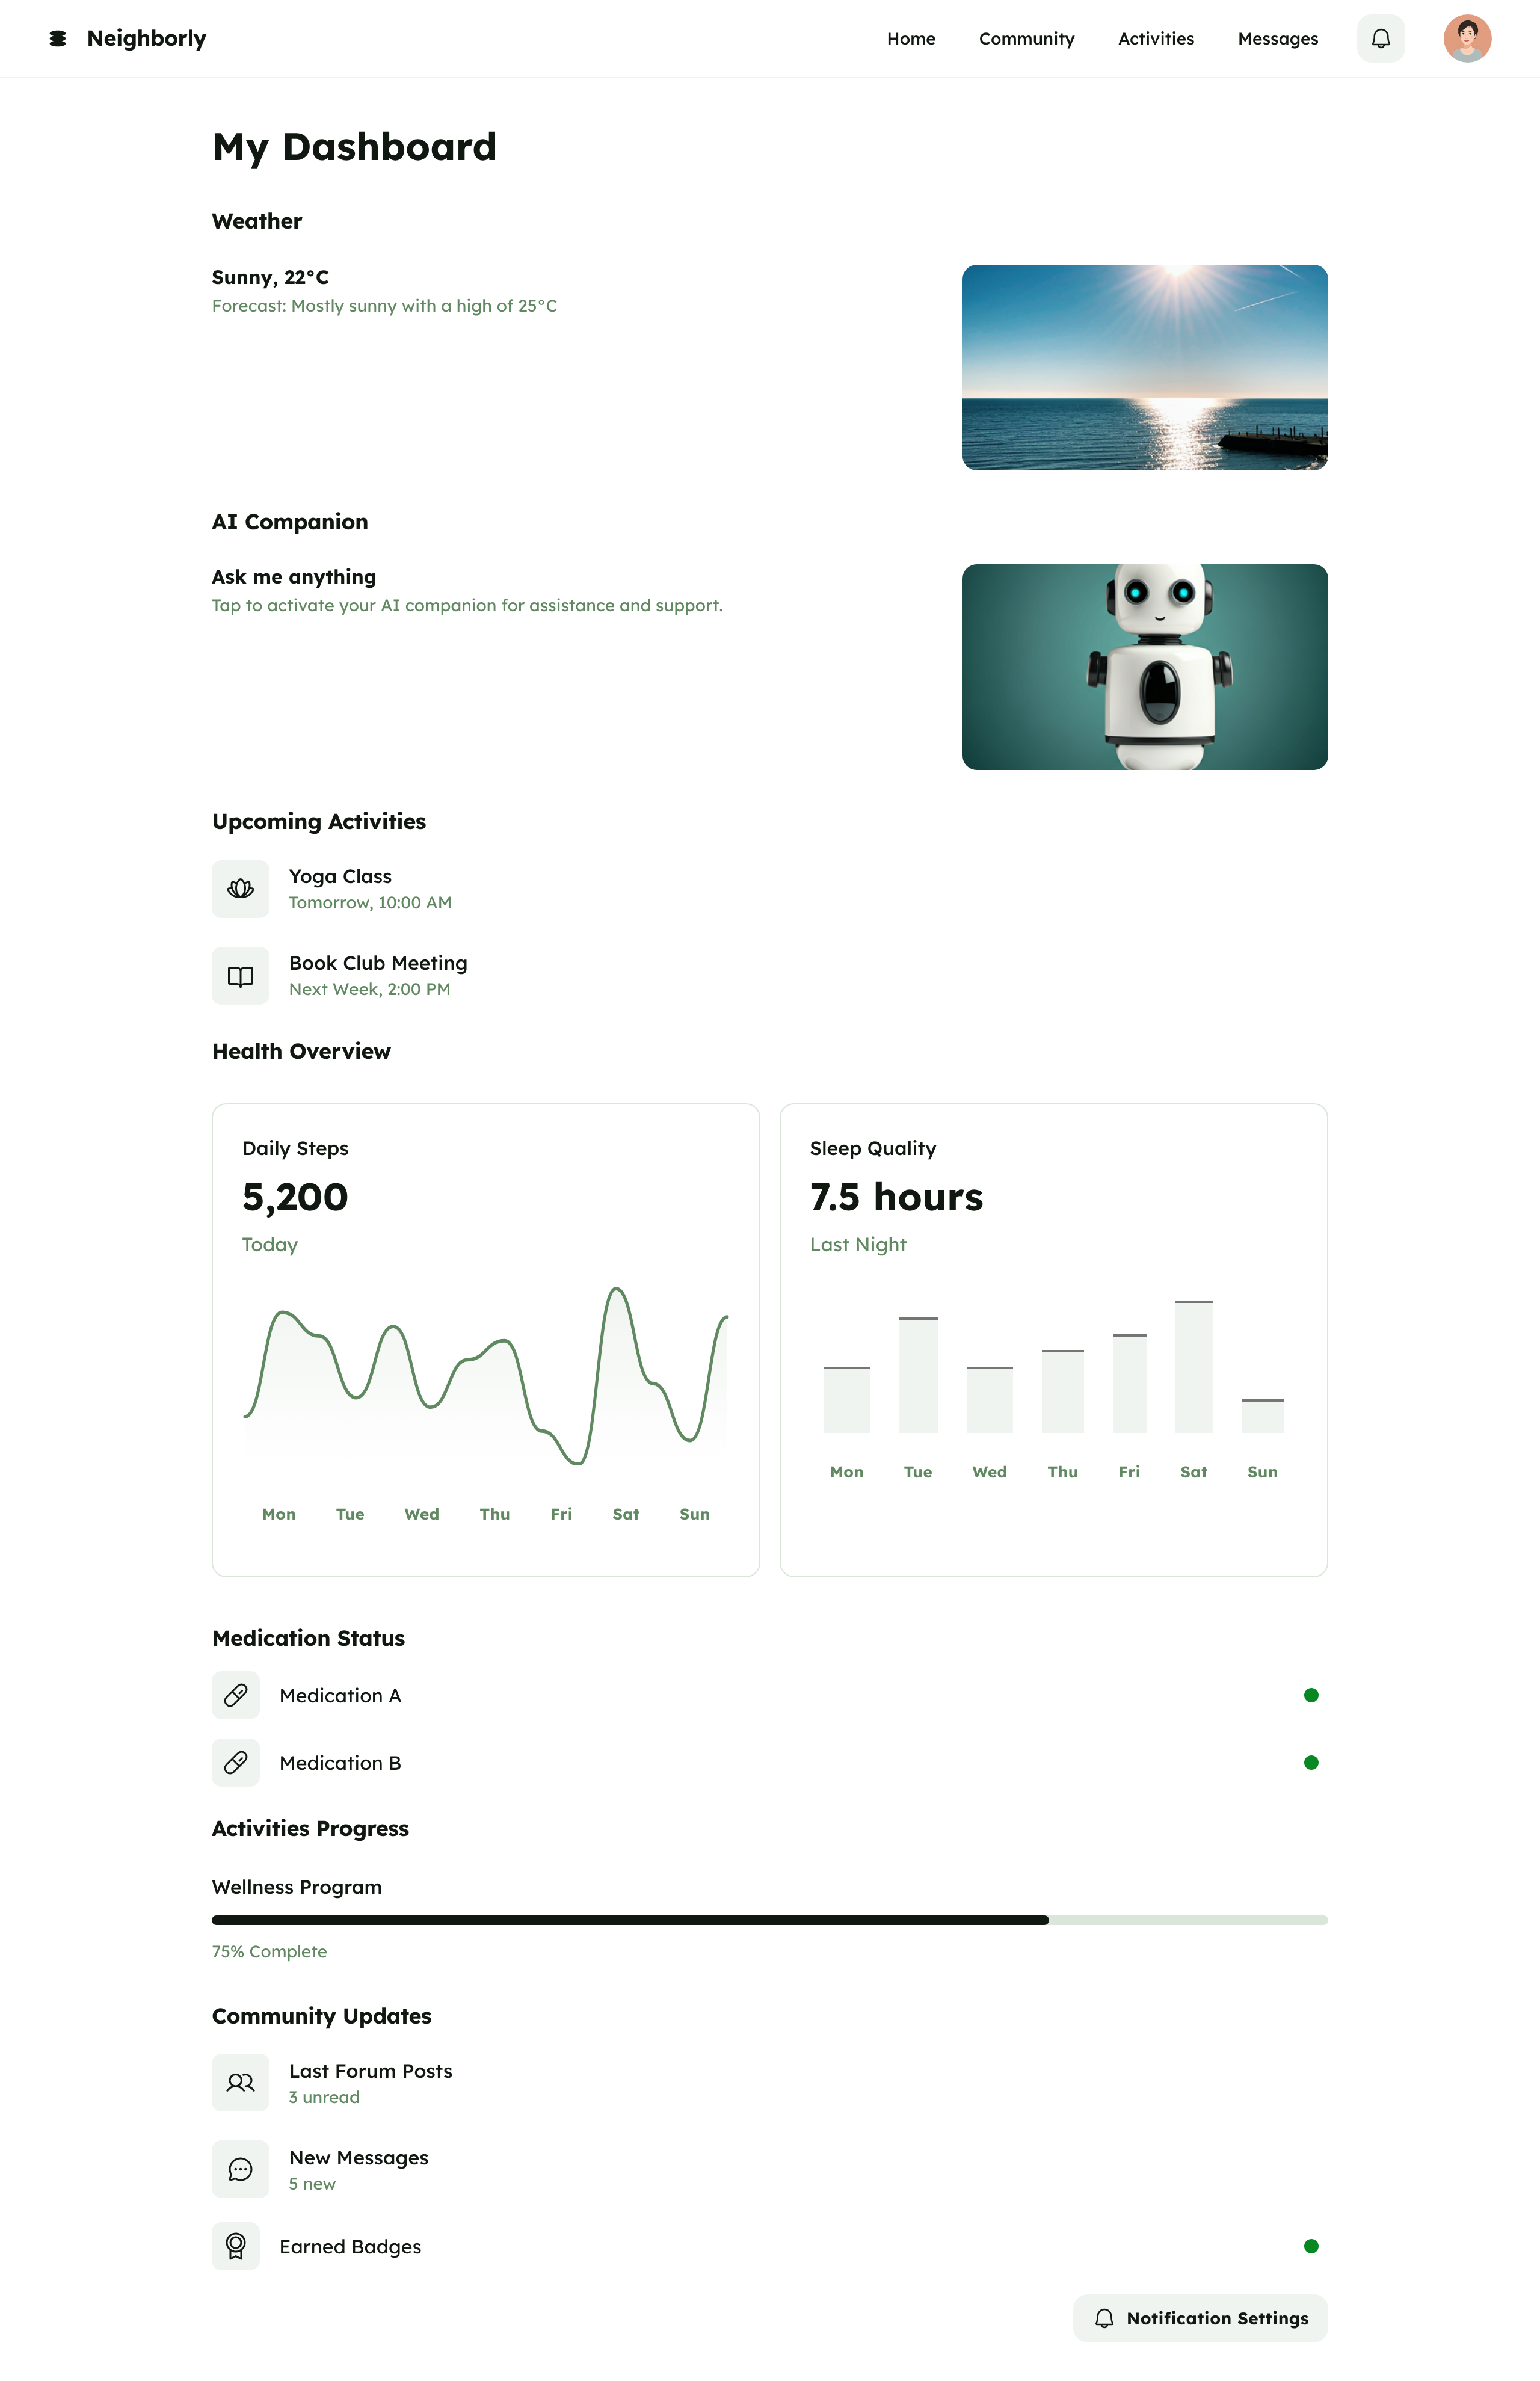 Neighborly
Home
Community
Activities
Messages
My Dashboard
Weather
Sunny, 22°C
Forecast: Mostly sunny with a high of 25°C
AI Companion
Ask me anything
Tap to activate your AI companion for assistance and support.
Upcoming Activities
Yoga Class
Tomorrow, 10:00 AM
Book Club Meeting
Next Week, 2:00 PM
Health Overview
Daily Steps
5,200
Today
Mon Tue Wed Thu Fri Sat Sun
Sleep Quality
7.5 hours
Last Night
Mon Tue Wed Thu Fri Sat Sun
Medication Status
Medication A
Medication B
Activities Progress
Wellness Program
75% Complete
Community Updates
Last Forum Posts
3 unread
New Messages
5 new
Earned Badges
Notification Settings